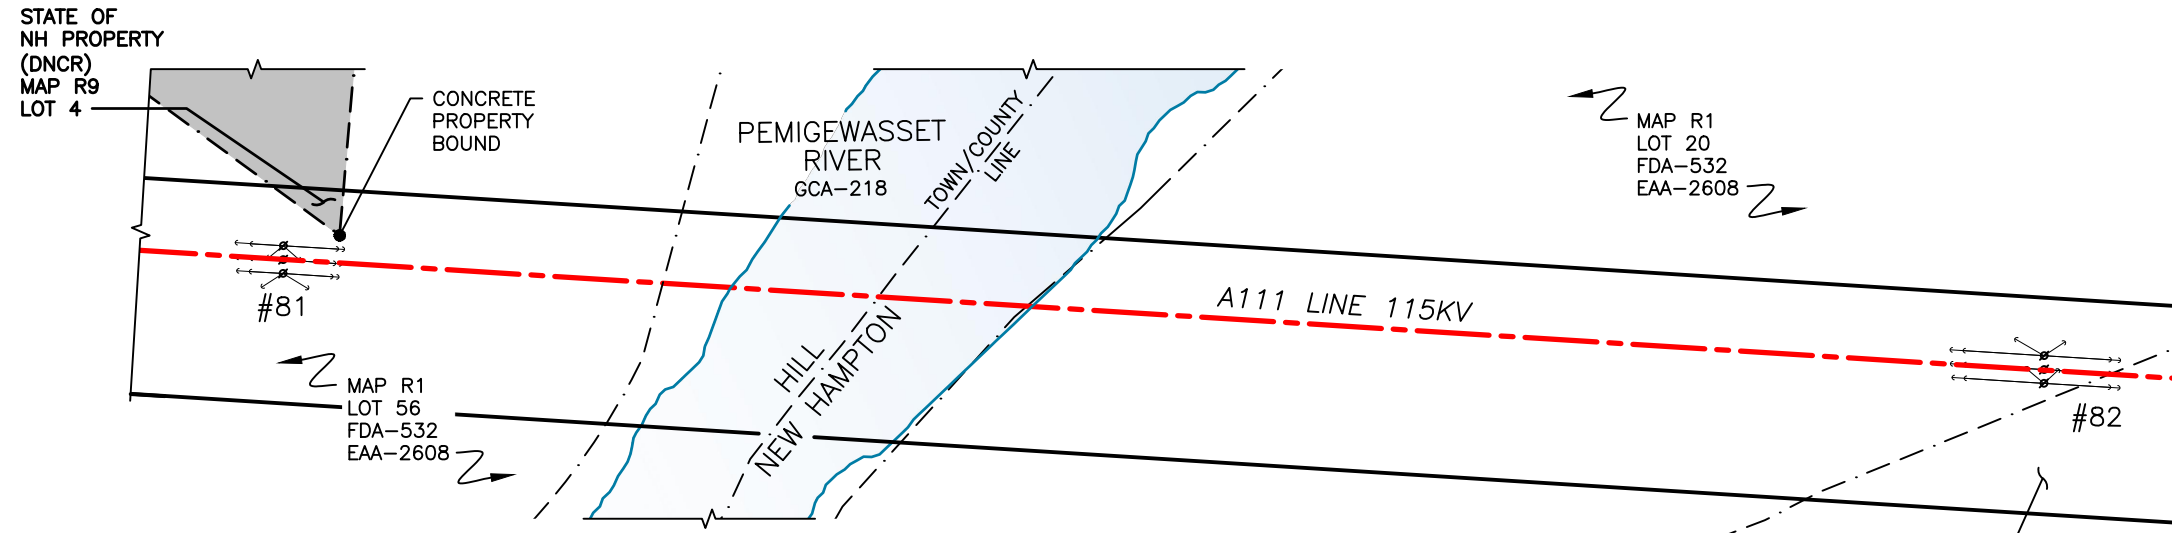 STATE OF
NH PROPERTY
(DNCR)
MAP R9
LOT 4
CONCRETE
PROPERTY
BOUND
PEMIGEWASSET
RIVER
GCA-218
TOWN/COUNTY
LINE
MAP R1
LOT 20
FDA-532
EAA-2608
#81
A111 LINE 115KV
HILL
NEW HAMPTON
MAP R1
LOT 56
FDA-532
EAA-2608
#82